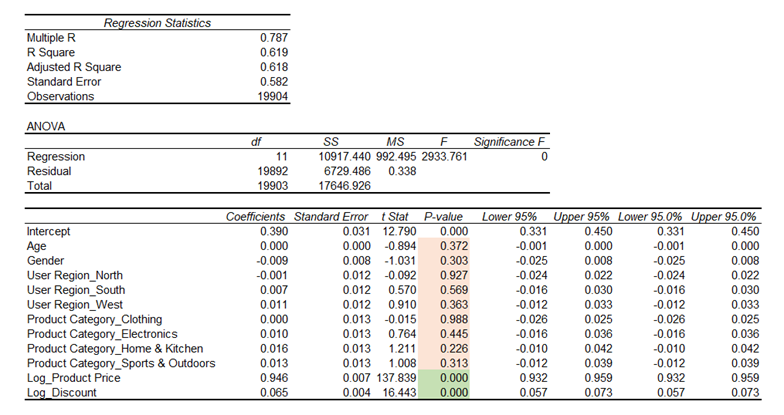 Regression Statistics
Multiple R 0.787
R Square 0.619
Adjusted R Square 0.618
Standard Error 0.582
Observations 19904
ANOVA
df SS MS F Significance F
Regression 11 10917.440 992.495 2933.761 0
Residual 19892 6729.486 0.338
Total 19903 17646.926
Coefficients Standard Error t Stat P-value Lower 95% Upper 95% Lower 95.0% Upper 95.0%
Intercept 0.390 0.031 12.790 0.000 0.331 0.450 0.331 0.450
Age 0.000 0.000 -0.894 0.372 -0.001 0.000 -0.001 0.000
Gender -0.009 0.008 -1.031 0.303 -0.025 0.008 -0.025 0.008
User Region_North -0.001 0.012 -0.092 0.927 -0.024 0.022 -0.024 0.022
User Region_South 0.007 0.012 0.570 0.569 -0.016 0.030 -0.016 0.030
User Region_West 0.011 0.012 0.910 0.363 -0.012 0.033 -0.012 0.033
Product Category_Clothing 0.000 0.013 -0.015 0.988 -0.026 0.025 -0.026 0.025
Product Category_Electronics 0.010 0.013 0.764 0.445 -0.016 0.036 -0.016 0.036
Product Category_Home & Kitchen 0.016 0.013 1.211 0.226 -0.010 0.042 -0.010 0.042
Product Category_Sports & Outdoors 0.013 0.013 1.008 0.313 -0.012 0.039 -0.012 0.039
Log_Product Price 0.946 0.007 137.839 0.000 0.932 0.959 0.932 0.959
Log_Discount 0.065 0.004 16.443 0.000 0.057 0.073 0.057 0.073